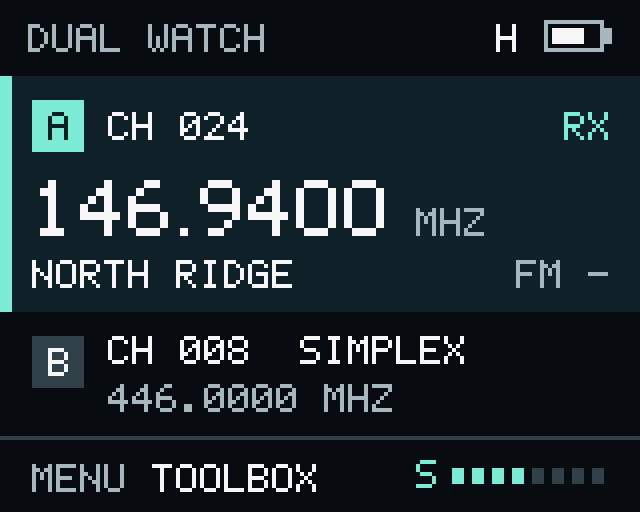 DUAL WATCH H
A CH 024 RX
146.9400 MHZ
NORTH RIDGE FM −
B CH 008 SIMPLEX
446.0000 MHZ
MENU TOOLBOX S